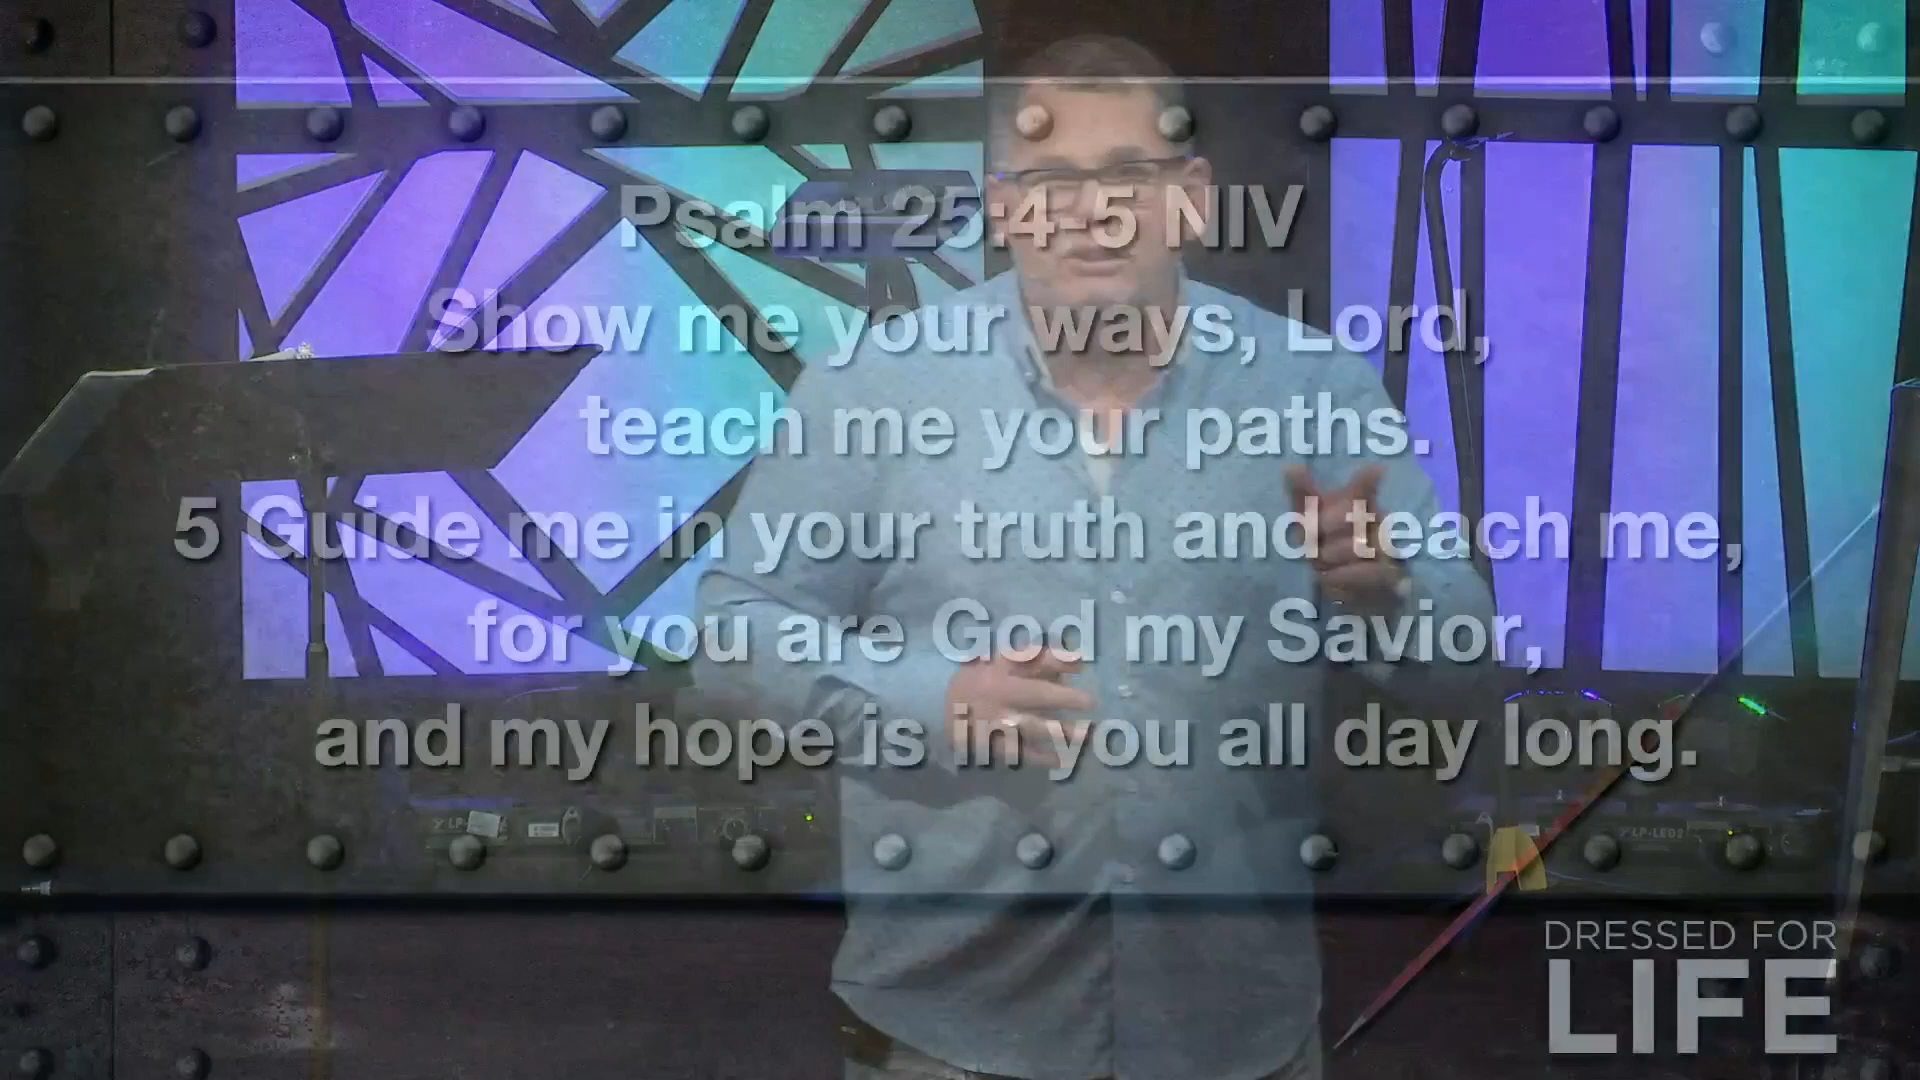 Psalm 25:4-5 NIV
Show me your ways, Lord,
teach me your paths.
5 Guide me in your truth and teach me,
for you are God my Savior,
and my hope is in you all day long.
LP-LED2
DRESSED FOR
LIFE